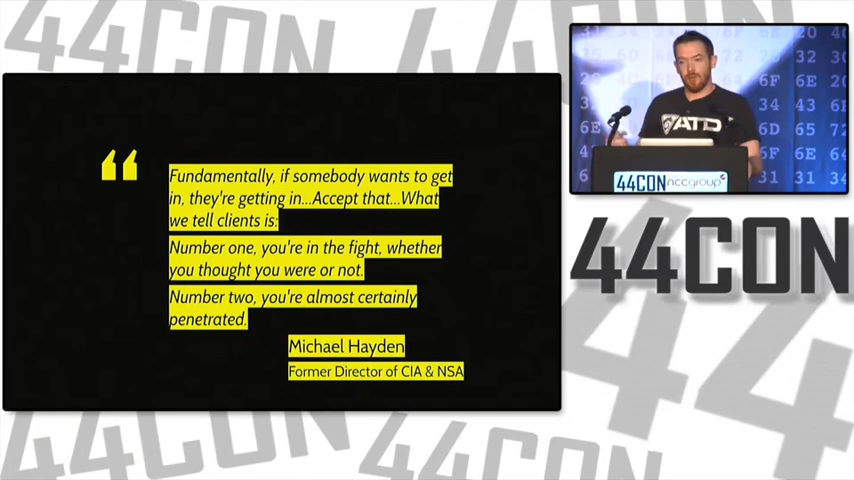 44CON
44CON
“
Fundamentally, if somebody wants to get
in, they're getting in...Accept that...What
we tell clients is:
Number one, you're in the fight, whether
you thought you were or not.
Number two, you're almost certainly
penetrated.
Michael Hayden
Former Director of CIA & NSA
ATD
44CON nccgroup
44CON
44CON
44CON